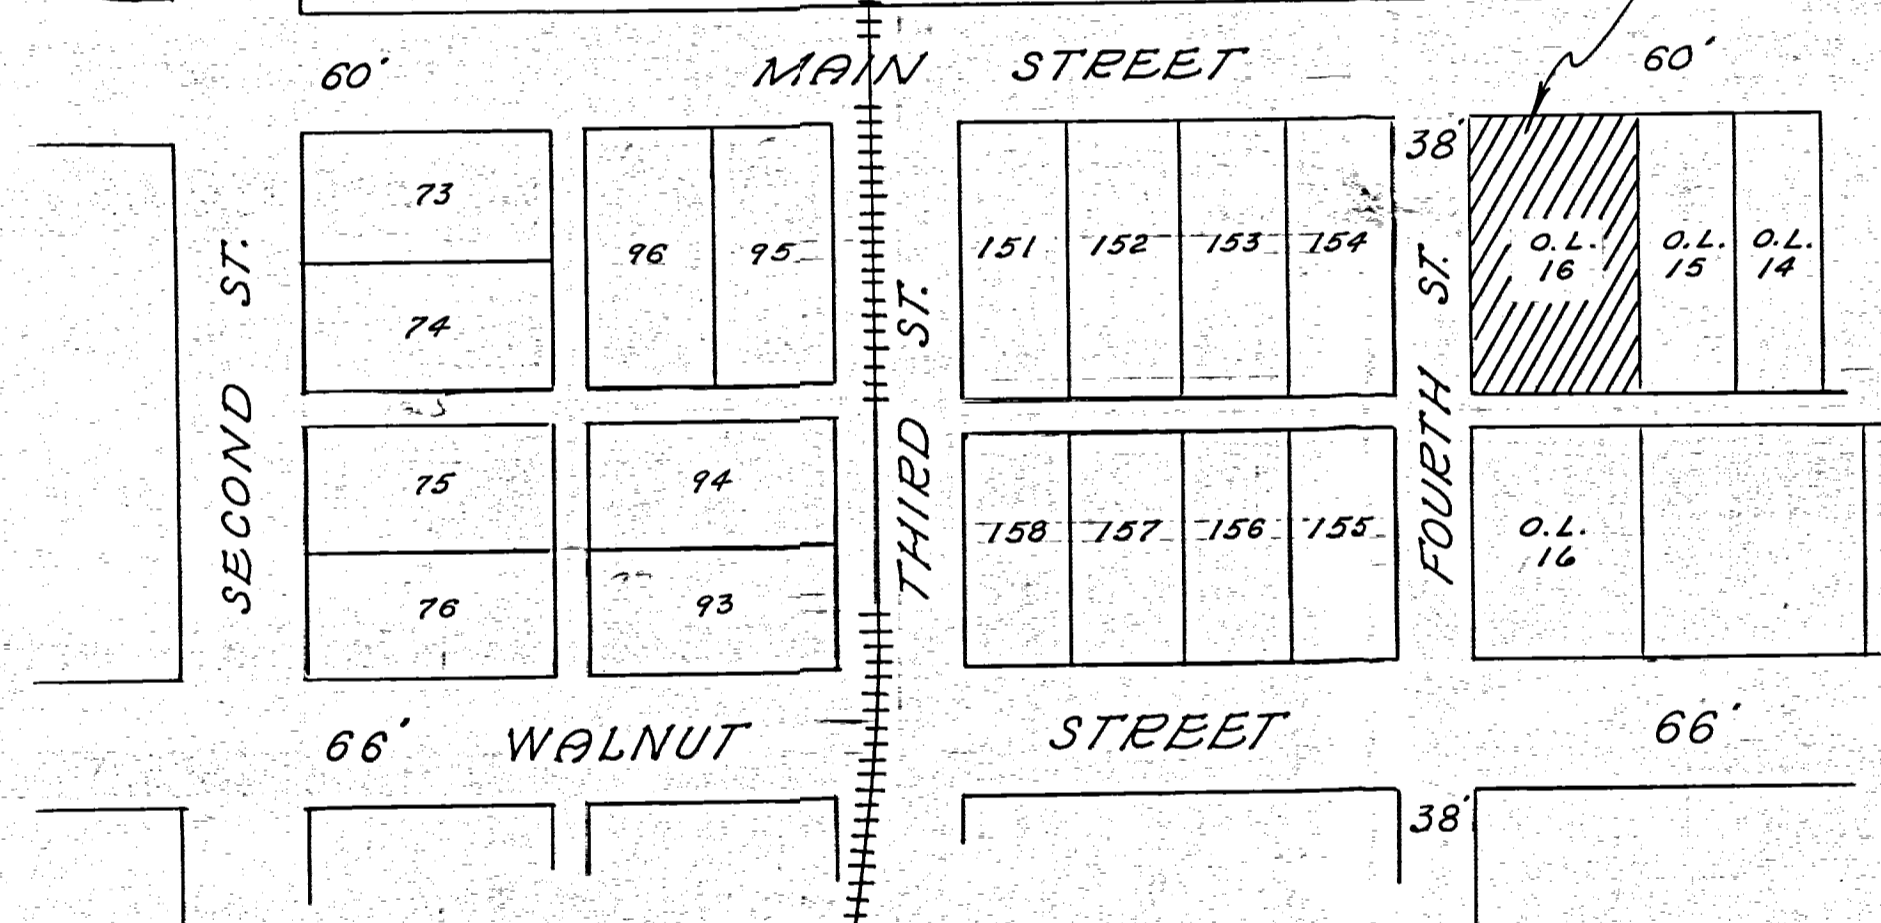 60' MAIN STREET 60'
38'
73
96 95
151 152 153 154
O.L. 16
O.L. 15
O.L. 14
74
SECOND ST.
THIRD ST.
FOURTH ST.
75
94
158 157 156 155
O.L. 16
76
93
66' WALNUT STREET 66'
38'